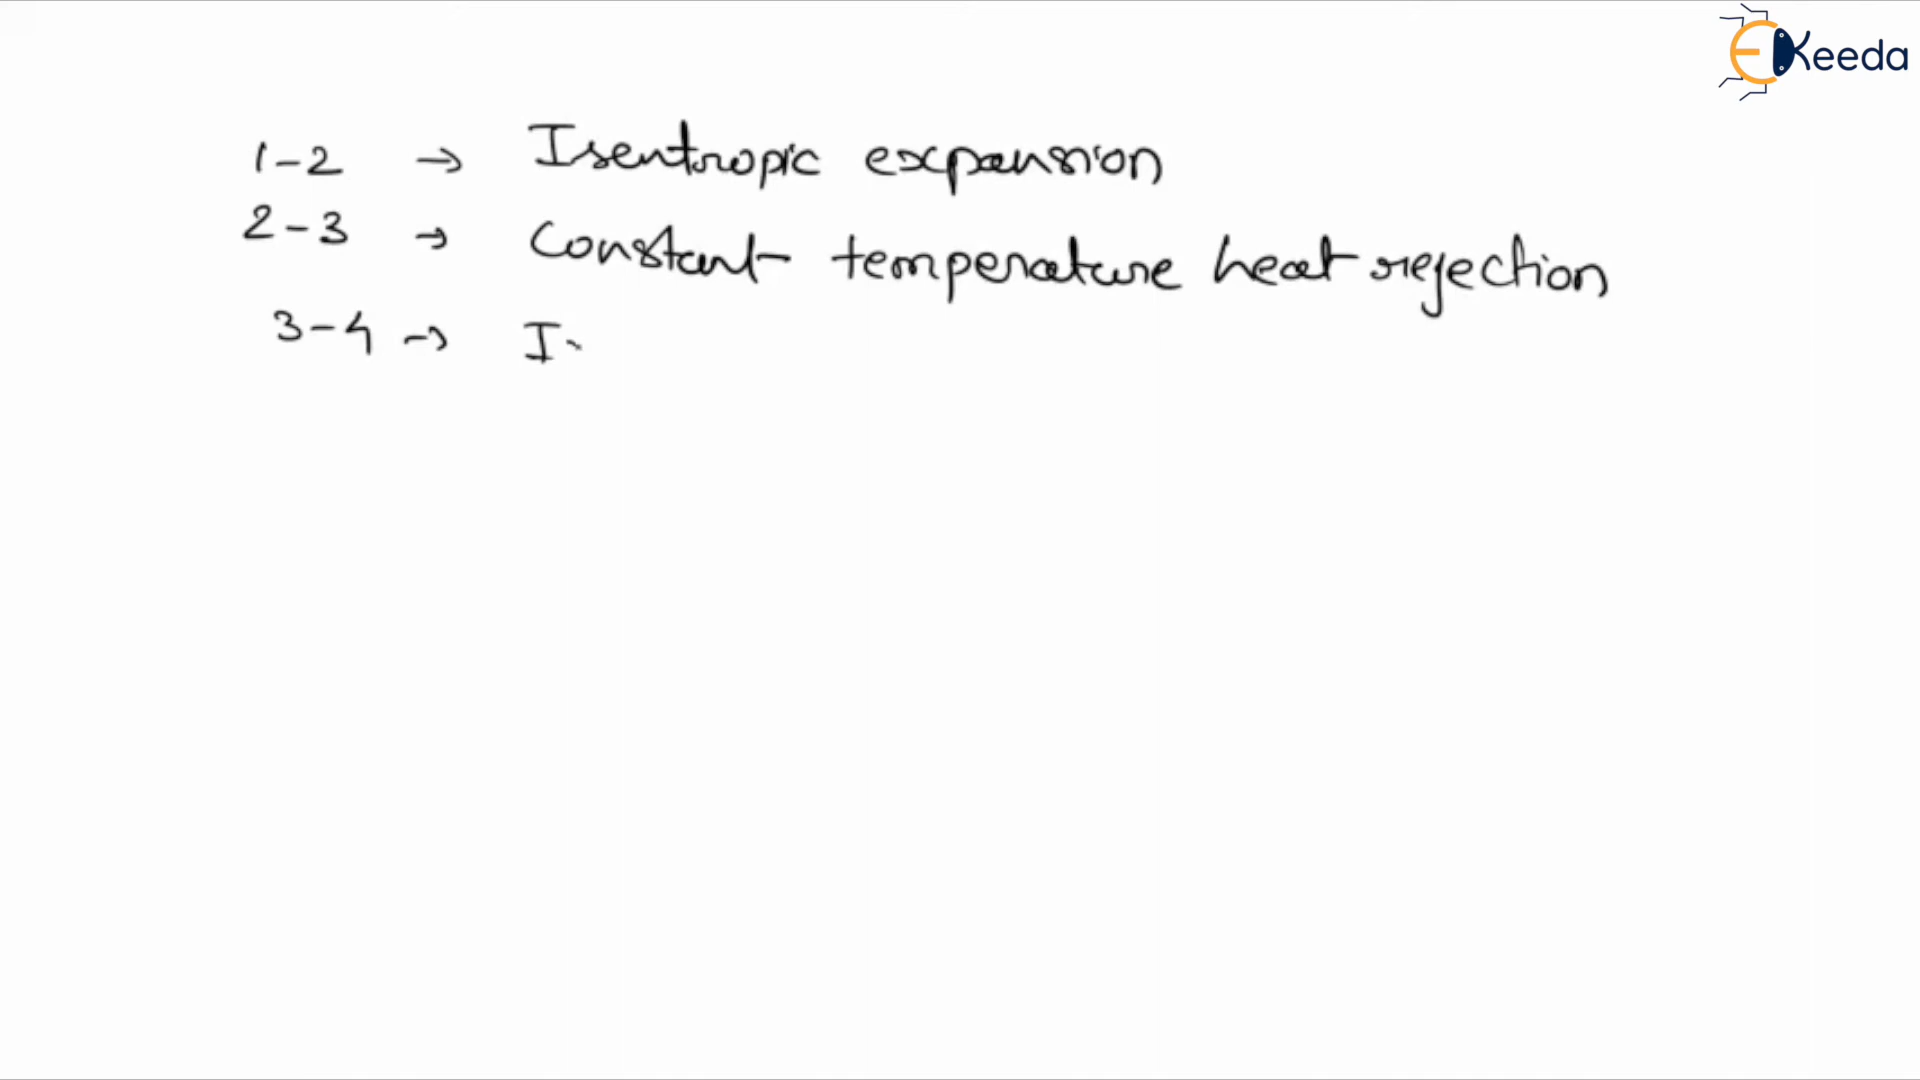 EKeeda
1-2 → Isentropic expansion
2-3 → Constant temperature heat rejection
3-4 → I